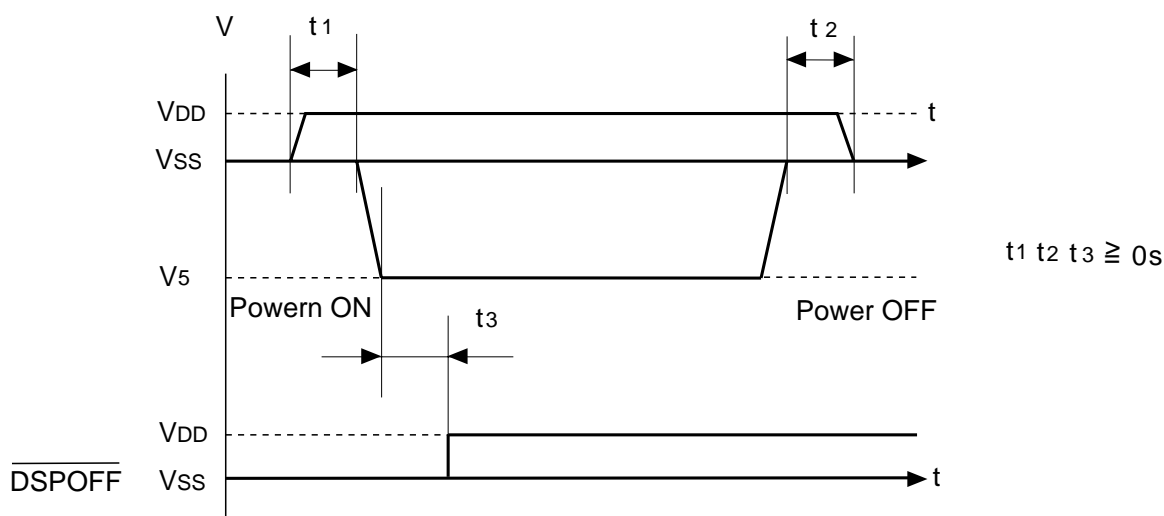 V
t1
t2
VDD
t
VSS
V5
t1 t2 t3 ≧ 0s
Powern ON
Power OFF
t3
VDD
DSPOFF
VSS
t